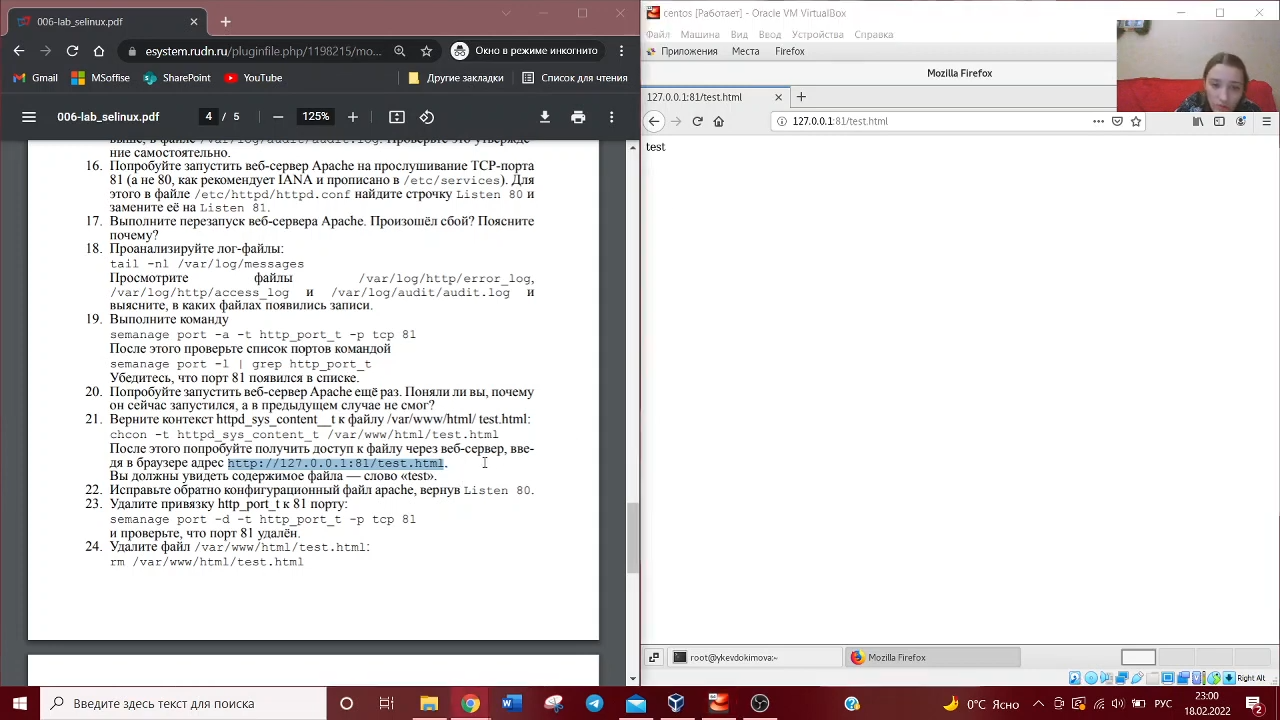 006-lab_selinux.pdf
esystem.rudn.ru/pluginfile.php/1198215/mo...
Окно в режиме инкогнито
Gmail
MSoffise
SharePoint
YouTube
Другие закладки
Список для чтения
006-lab_selinux.pdf
4 / 5
125%
ние самостоятельно.
16. Попробуйте запустить веб-сервер Apache на прослушивание TCP-порта
81 (а не 80, как рекомендует IANA и прописано в /etc/services). Для
этого в файле /etc/httpd/httpd.conf найдите строчку Listen 80 и
замените её на Listen 81.
17. Выполните перезапуск веб-сервера Apache. Произошёл сбой? Поясните
почему?
18. Проанализируйте лог-файлы:
tail -nl /var/log/messages
Просмотрите файлы /var/log/http/error_log,
/var/log/http/access_log и /var/log/audit/audit.log и
выясните, в каких файлах появились записи.
19. Выполните команду
semanage port -a -t http_port_t -p tcp 81
После этого проверьте список портов командой
semanage port -l | grep http_port_t
Убедитесь, что порт 81 появился в списке.
20. Попробуйте запустить веб-сервер Apache ещё раз. Поняли ли вы, почему
он сейчас запустился, а в предыдущем случае не смог?
21. Верните контекст httpd_sys_content__t к файлу /var/www/html/ test.html:
chcon -t httpd_sys_content_t /var/www/html/test.html
После этого попробуйте получить доступ к файлу через веб-сервер, вве-
дя в браузере адрес http://127.0.0.1:81/test.html.
Вы должны увидеть содержимое файла — слово «test».
22. Исправьте обратно конфигурационный файл apache, вернув Listen 80.
23. Удалите привязку http_port_t к 81 порту:
semanage port -d -t http_port_t -p tcp 81
и проверьте, что порт 81 удалён.
24. Удалите файл /var/www/html/test.html:
rm /var/www/html/test.html
centos [Работает] - Oracle VM VirtualBox
Файл Машина Вид Ввод Устройства Справка
Приложения Места Firefox
Mozilla Firefox
127.0.0.1:81/test.html
127.0.0.1:81/test.html
test
root@ykevdokimova:~
Mozilla Firefox
Right Alt
Введите здесь текст для поиска
0°C Ясно
РУС
23:00
18.02.2022